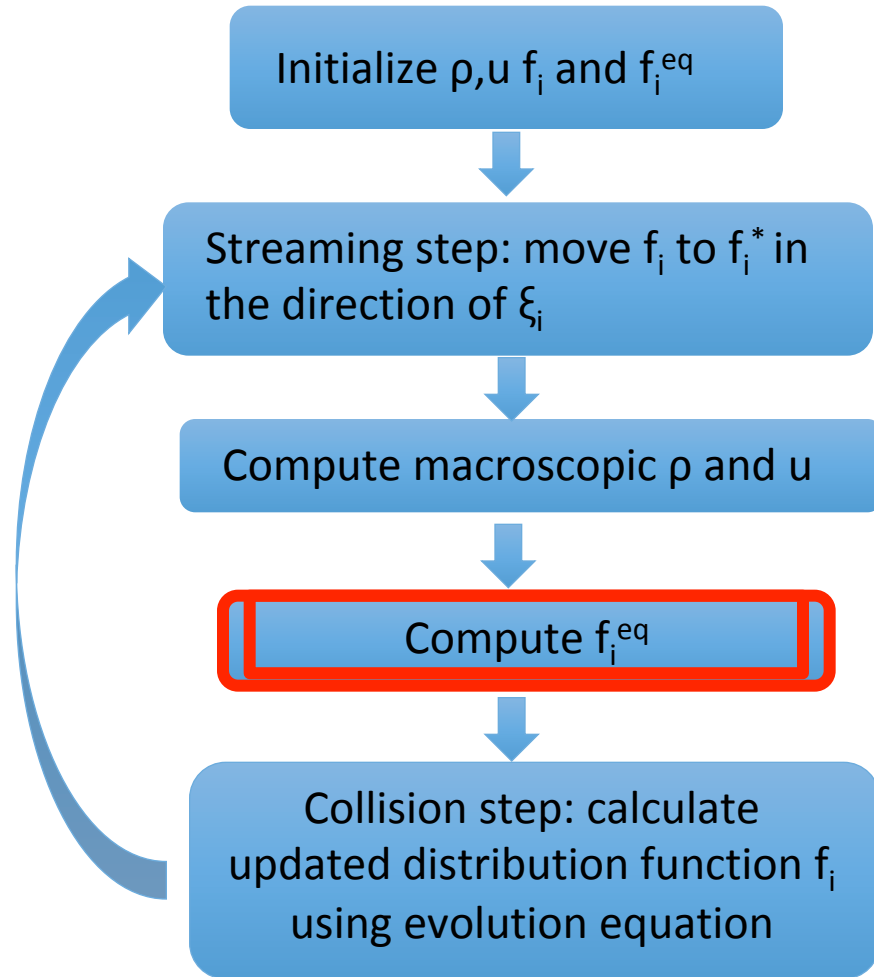 Initialize ρ,u fᵢ and fᵢᵉq
Streaming step: move fᵢ to fᵢ* in
the direction of ξᵢ
Compute macroscopic ρ and u
Compute fᵢᵉq
Collision step: calculate
updated distribution function fᵢ
using evolution equation